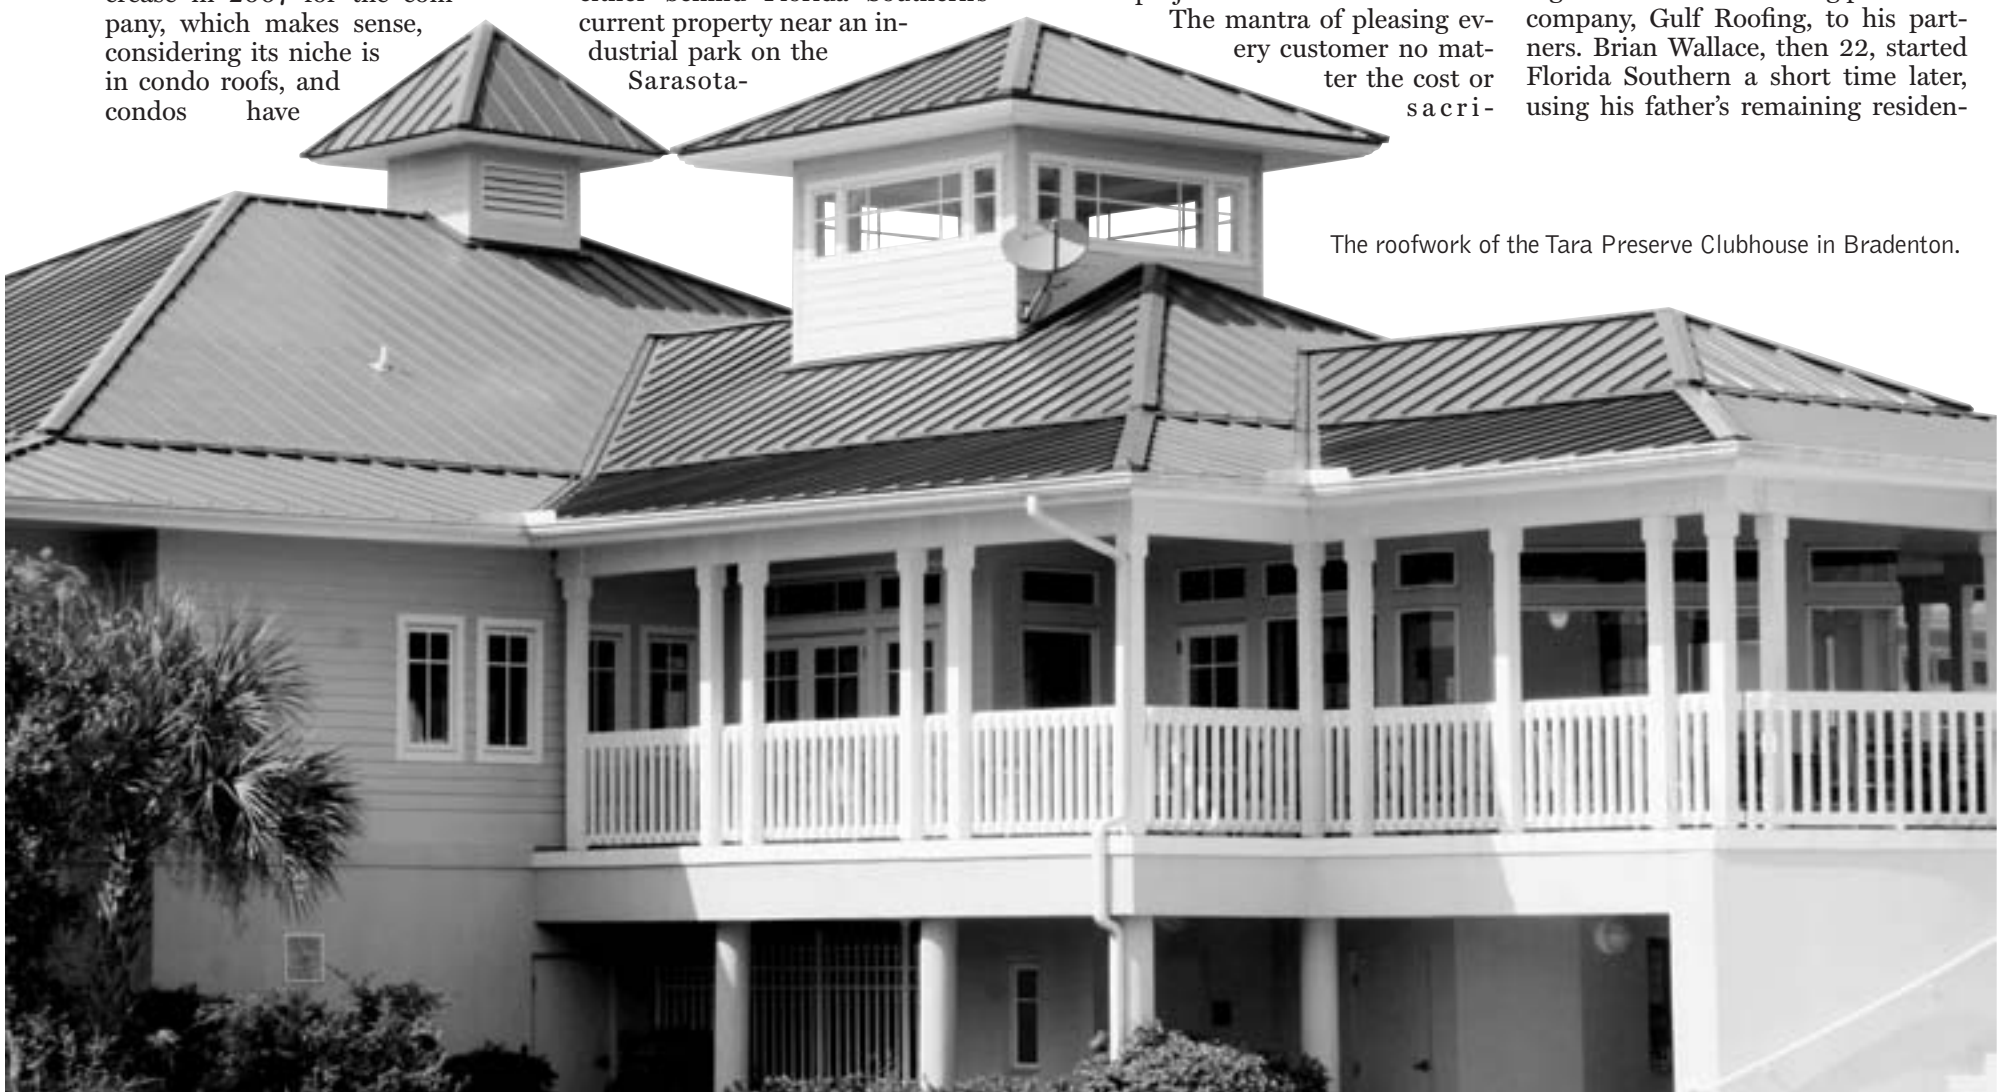 pany, which makes sense,
considering its niche is
in condo roofs, and
condos have
current property near an in-
dustrial park on the
Sarasota-
The mantra of pleasing ev-
ery customer no mat-
ter the cost or
sacri-
company, Gulf Roofing, to his part-
ners. Brian Wallace, then 22, started
Florida Southern a short time later,
using his father's remaining residen-
The roofwork of the Tara Preserve Clubhouse in Bradenton.